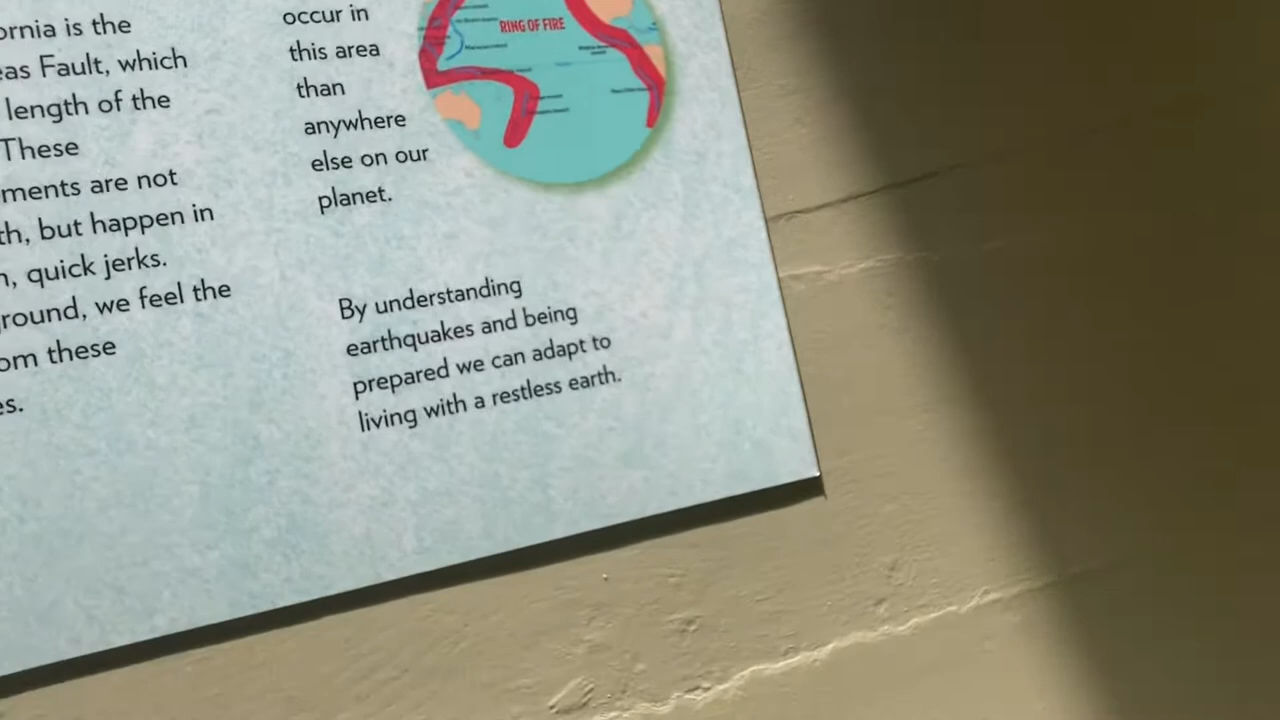 ornia is the
eas Fault, which
length of the
These
ments are not
th, but happen in
n, quick jerks.
round, we feel the
om these
es.
occur in
this area
than
anywhere
else on our
planet.
RING OF FIRE
By understanding
earthquakes and being
prepared we can adapt to
living with a restless earth.